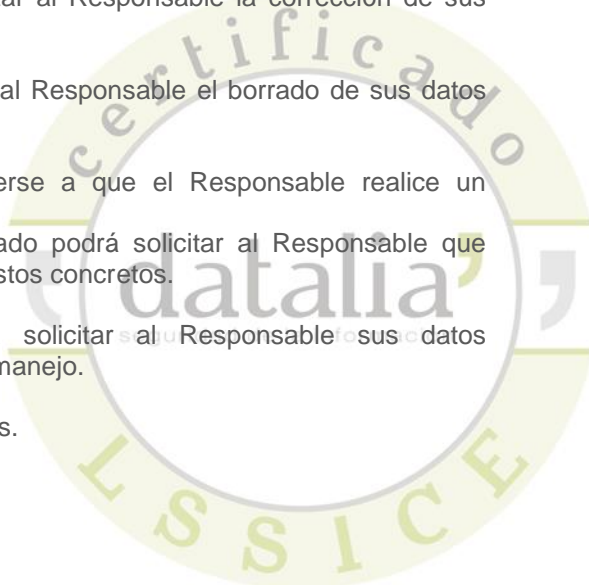 ar al Responsable la corrección de sus
al Responsable el borrado de sus datos
erse a que el Responsable realice un
ado podrá solicitar al Responsable que
stos concretos.
solicitar al Responsable sus datos
manejo.
s.
certificado
datalia
LSSICE